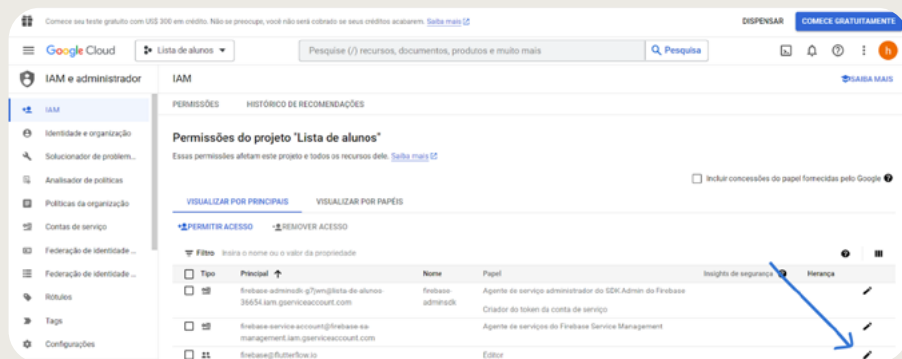 Comece seu teste gratuito com US$ 300 em crédito. Não se preocupe, você não será cobrado se seus créditos acabarem. Saiba mais
DISPENSAR
COMECE GRATUITAMENTE
Google Cloud
Lista de alunos
Pesquise (/) recursos, documentos, produtos e muito mais
Pesquisa
h
IAM e administrador
IAM
SAIBA MAIS
IAM
Identidade e organização
Solucionador de problem...
Analisador de políticas
Políticas da organização
Contas de serviço
Federação de identidade ...
Federação de identidade ...
Rótulos
Tags
Configurações
PERMISSÕES
HISTÓRICO DE RECOMENDAÇÕES
Permissões do projeto "Lista de alunos"
Essas permissões afetam este projeto e todos os recursos dele. Saiba mais
Incluir concessões do papel fornecidas pelo Google
VISUALIZAR POR PRINCIPAIS
VISUALIZAR POR PAPÉIS
PERMITIR ACESSO
REMOVER ACESSO
Filtro Insira o nome ou o valor da propriedade
Tipo Principal Nome Papel Insights de segurança Herança
firebase-adminsdk-g7jwn@lista-de-alunos-
36654.iam.gserviceaccount.com
firebase-
adminsdk
Agente de serviço administrador do SDK Admin do Firebase
Criador do token da conta de serviço
firebase-service-account@firebase-sa-
management.iam.gserviceaccount.com
Agente de serviços do Firebase Service Management
firebase@flutterflow.io
Editor